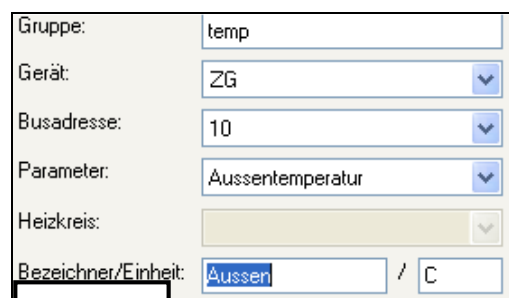 Gruppe: temp
Gerät: ZG
Busadresse: 10
Parameter: Aussentemperatur
Heizkreis:
Bezeichner/Einheit: Aussen / C